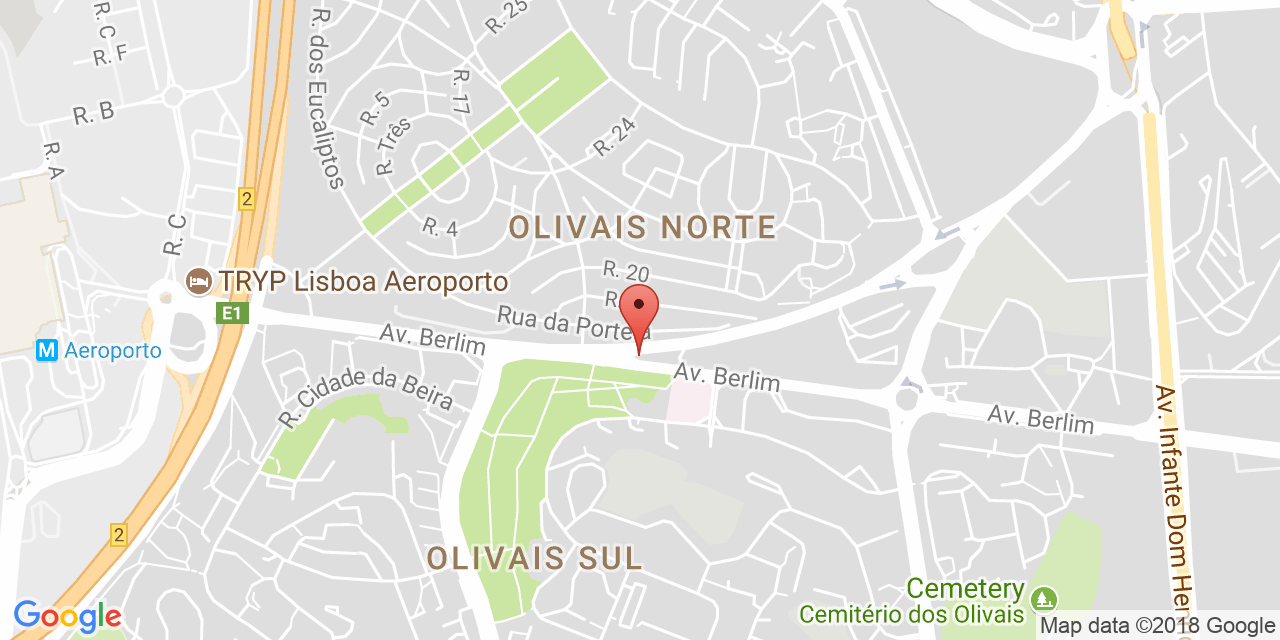 R. C
R. F
R. B
R. A
R. C
R. dos Eucaliptos
R. 25
R. 17
R. 5
R. Três
R. 24
R. 4
OLIVAIS NORTE
2
TRYP Lisboa Aeroporto
R. 20
E1
Rua da Portela
Av. Berlim
Aeroporto
Av. Berlim
R. Cidade da Beira
Av. Berlim
2
OLIVAIS SUL
Cemetery
Cemitério dos Olivais
Av. Infante Dom Hen
Google
Map data ©2018 Google